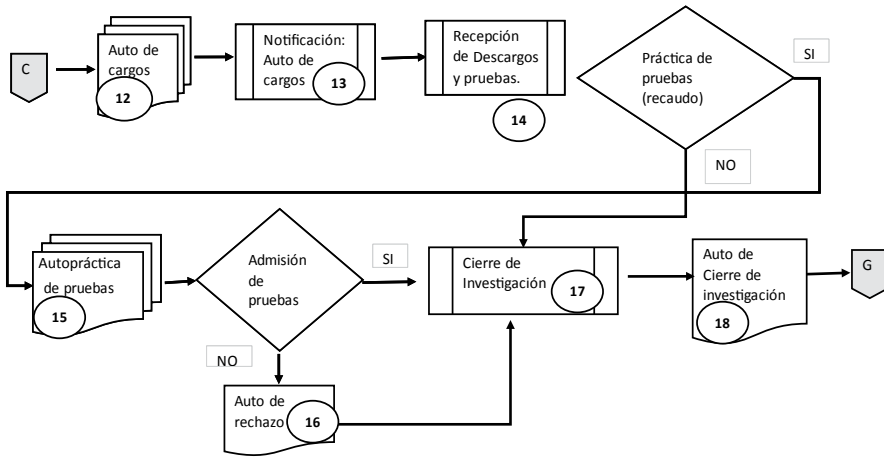 C
Auto de
cargos
12
Notificación:
Auto de
cargos
13
Recepción
de Descargos
y pruebas.
14
Práctica de
pruebas
(recaudo)
SI
NO
Autopráctica
de pruebas
15
Admisión
de
pruebas
SI
NO
Auto de
rechazo
16
Cierre de
Investigación
17
Auto de
Cierre de
investigación
18
G